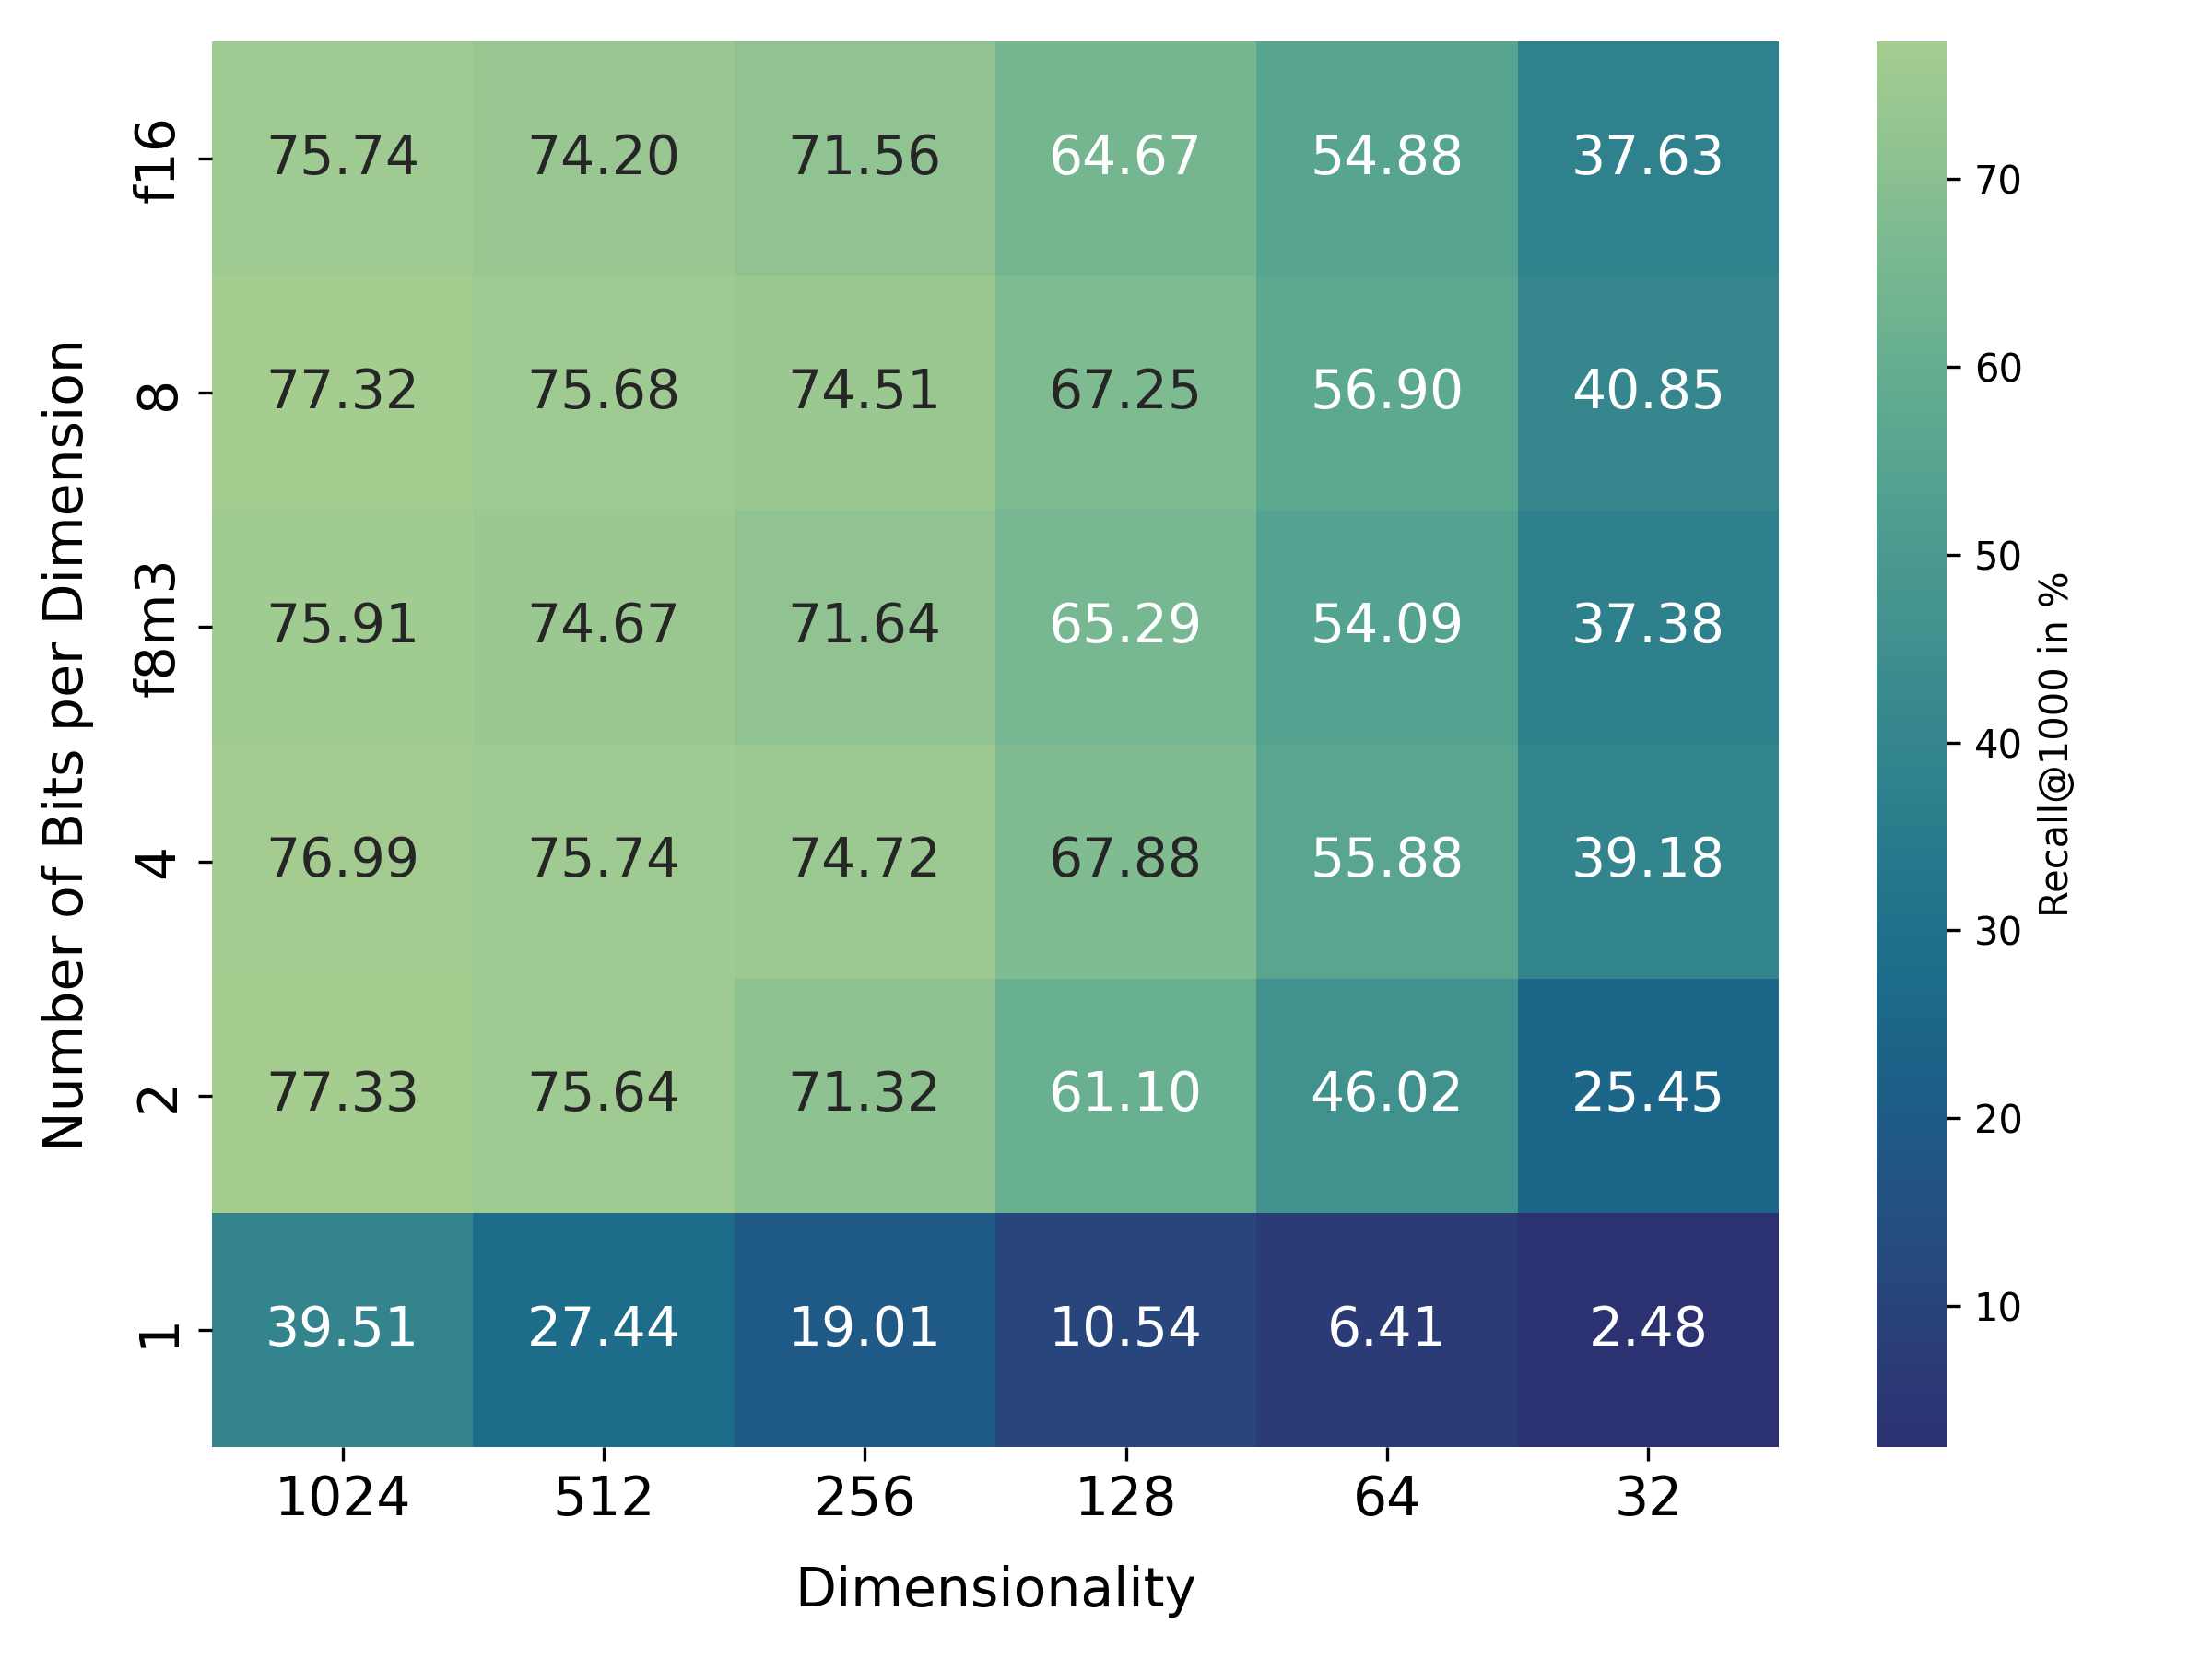 Number of Bits per Dimension
f16 75.74 74.20 71.56 64.67 54.88 37.63
8 77.32 75.68 74.51 67.25 56.90 40.85
f8m3 75.91 74.67 71.64 65.29 54.09 37.38
4 76.99 75.74 74.72 67.88 55.88 39.18
2 77.33 75.64 71.32 61.10 46.02 25.45
1 39.51 27.44 19.01 10.54 6.41 2.48
1024 512 256 128 64 32
Dimensionality
70
60
50
40
30
20
10
Recall@1000 in %